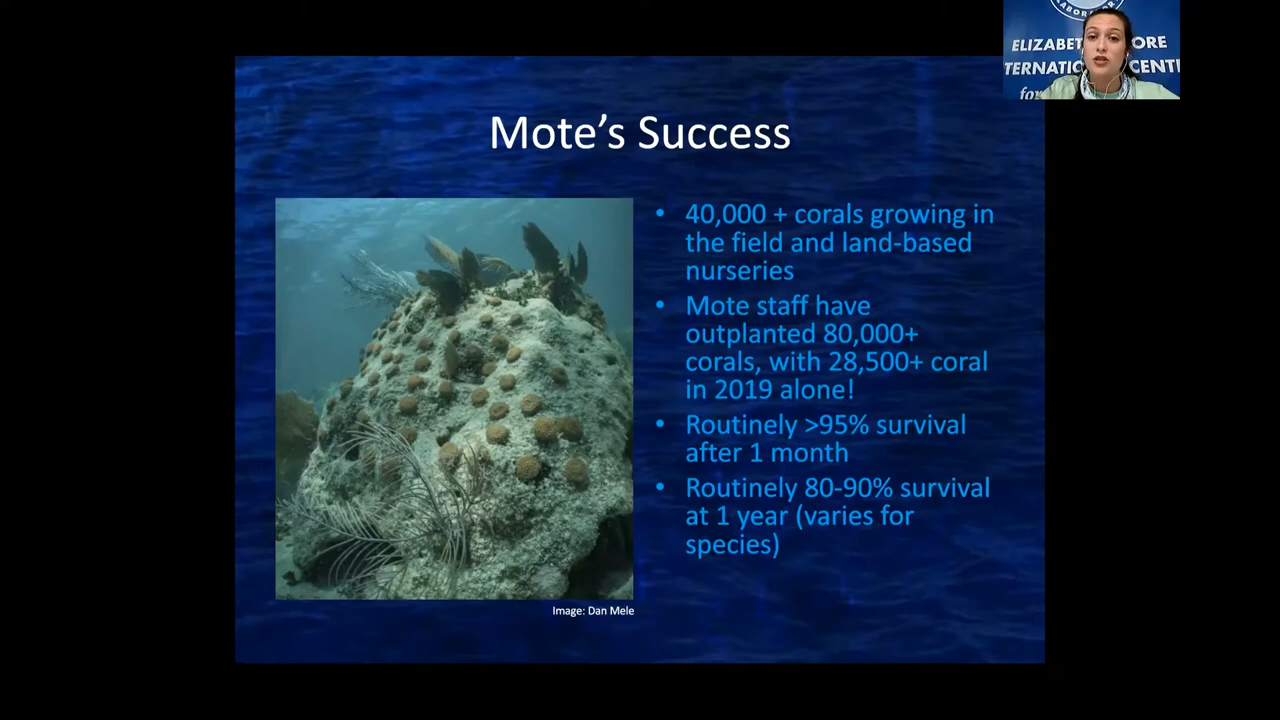 ELIZABET ORE
TERNATIO CENT
for
Mote's Success
• 40,000 + corals growing in
the field and land-based
nurseries
• Mote staff have
outplanted 80,000+
corals, with 28,500+ coral
in 2019 alone!
• Routinely >95% survival
after 1 month
• Routinely 80-90% survival
at 1 year (varies for
species)
Image: Dan Mele